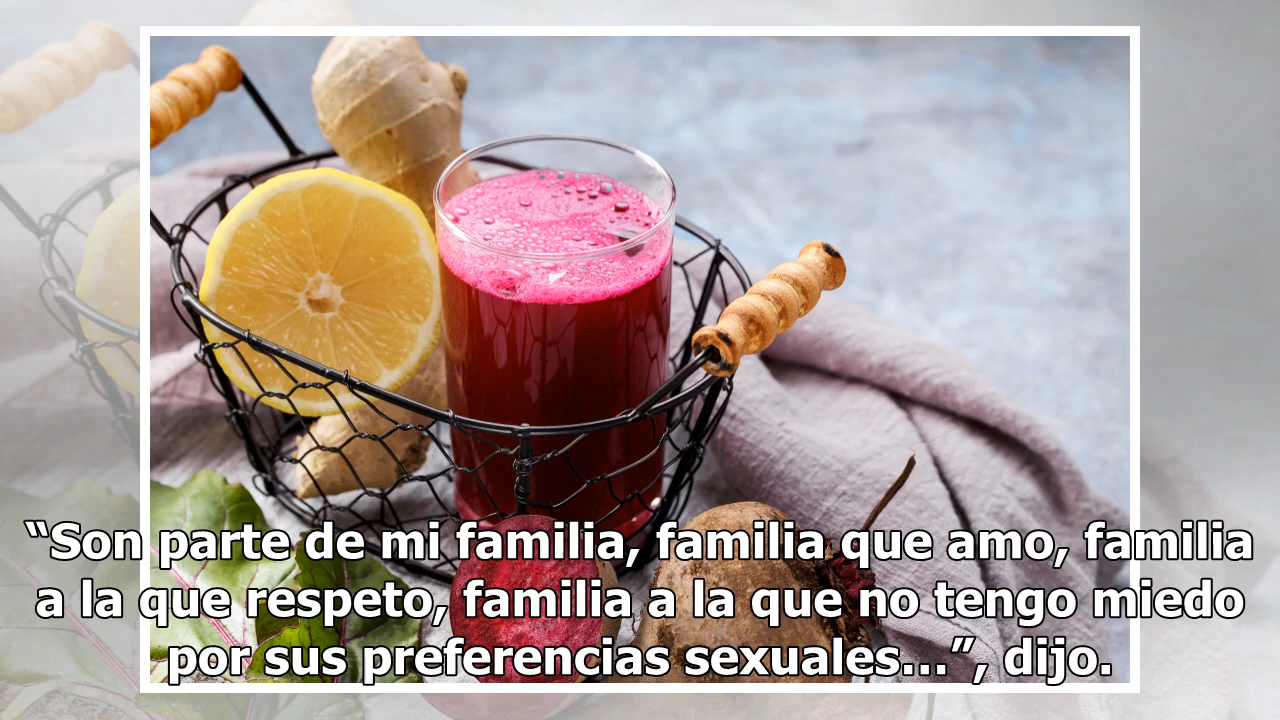 “Son parte de mi familia, familia que amo, familia
a la que respeto, familia a la que no tengo miedo
por sus preferencias sexuales...”, dijo.